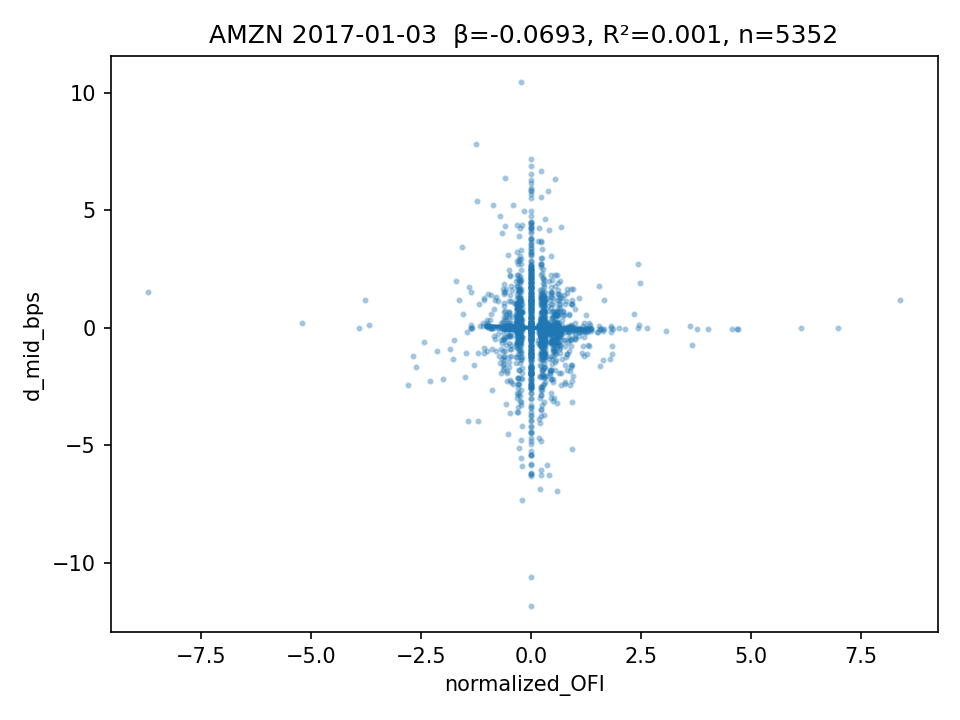 AMZN 2017-01-03  β=-0.0693, R²=0.001, n=5352
10
5
0
−5
−10
d_mid_bps
−7.5 −5.0 −2.5 0.0 2.5 5.0 7.5
normalized_OFI